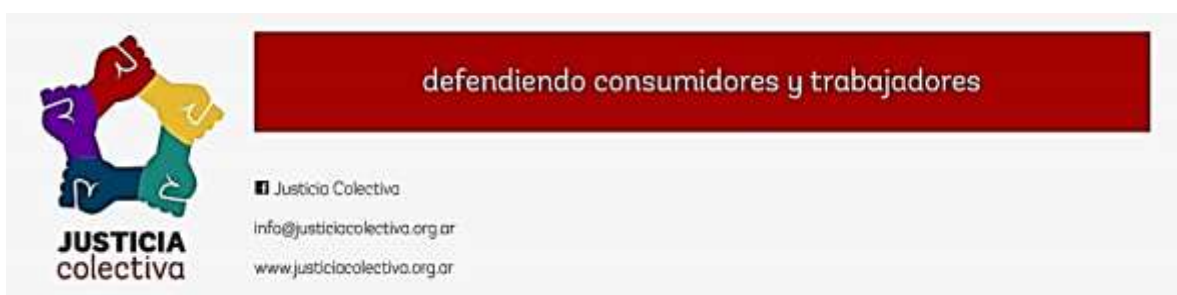 defendiendo consumidores y trabajadores
Justicia Colectiva
info@justiciacolectiva.org.ar
www.justiciacolectiva.org.ar
JUSTICIA
colectiva